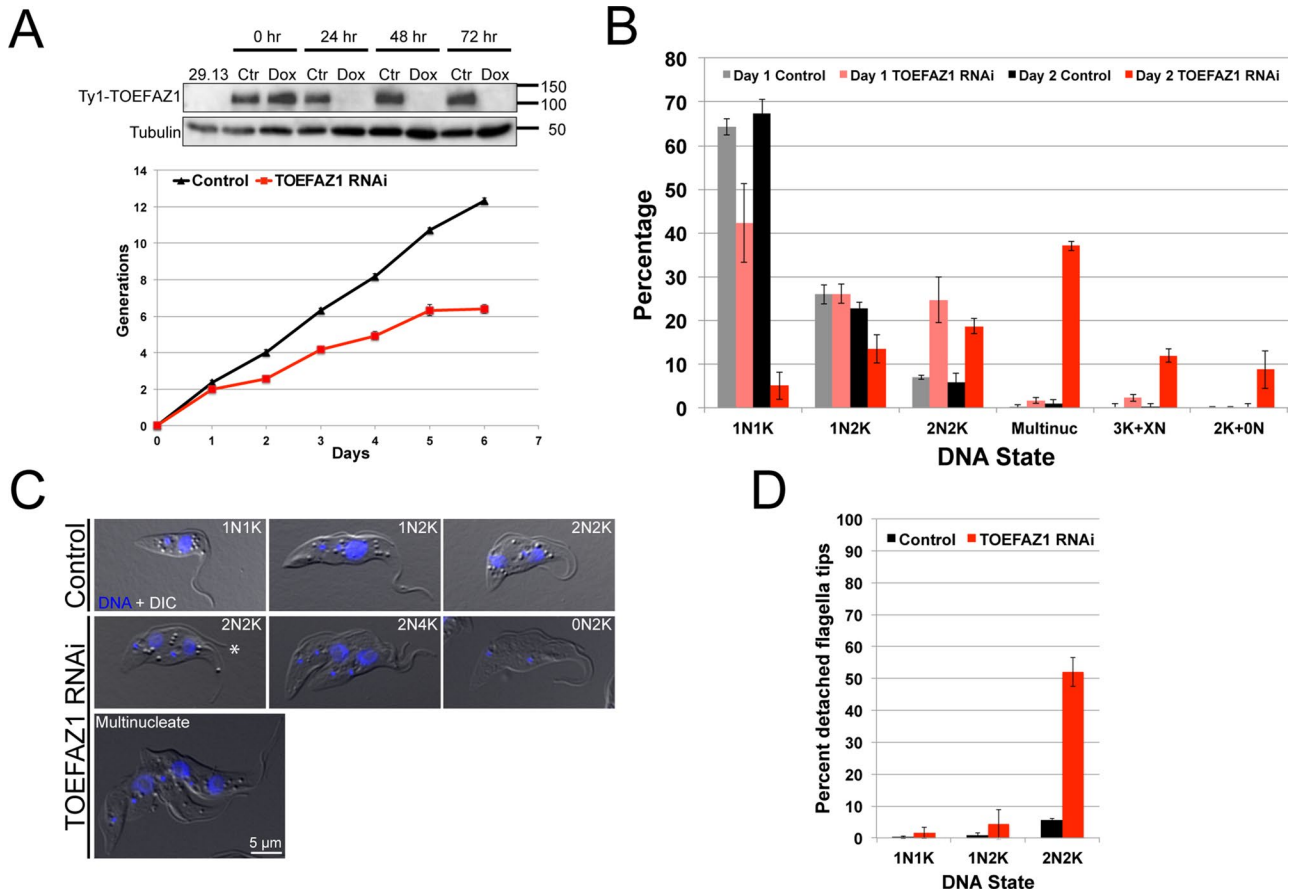 A
0 hr 24 hr 48 hr 72 hr
29.13 Ctr Dox Ctr Dox Ctr Dox Ctr Dox
Ty1-TOEFAZ1
150
100
Tubulin
50
Control TOEFAZ1 RNAi
Generations
14
12
10
8
6
4
2
0
0 1 2 3 4 5 6 7
Days
B
Day 1 Control Day 1 TOEFAZ1 RNAi Day 2 Control Day 2 TOEFAZ1 RNAi
Percentage
80
70
60
50
40
30
20
10
0
1N1K 1N2K 2N2K Multinuc 3K+XN 2K+0N
DNA State
C
Control
1N1K
DNA + DIC
1N2K
2N2K
TOEFAZ1 RNAi
2N2K
*
2N4K
0N2K
Multinucleate
5 µm
D
Control TOEFAZ1 RNAi
Percent detached flagella tips
100
90
80
70
60
50
40
30
20
10
0
1N1K 1N2K 2N2K
DNA State